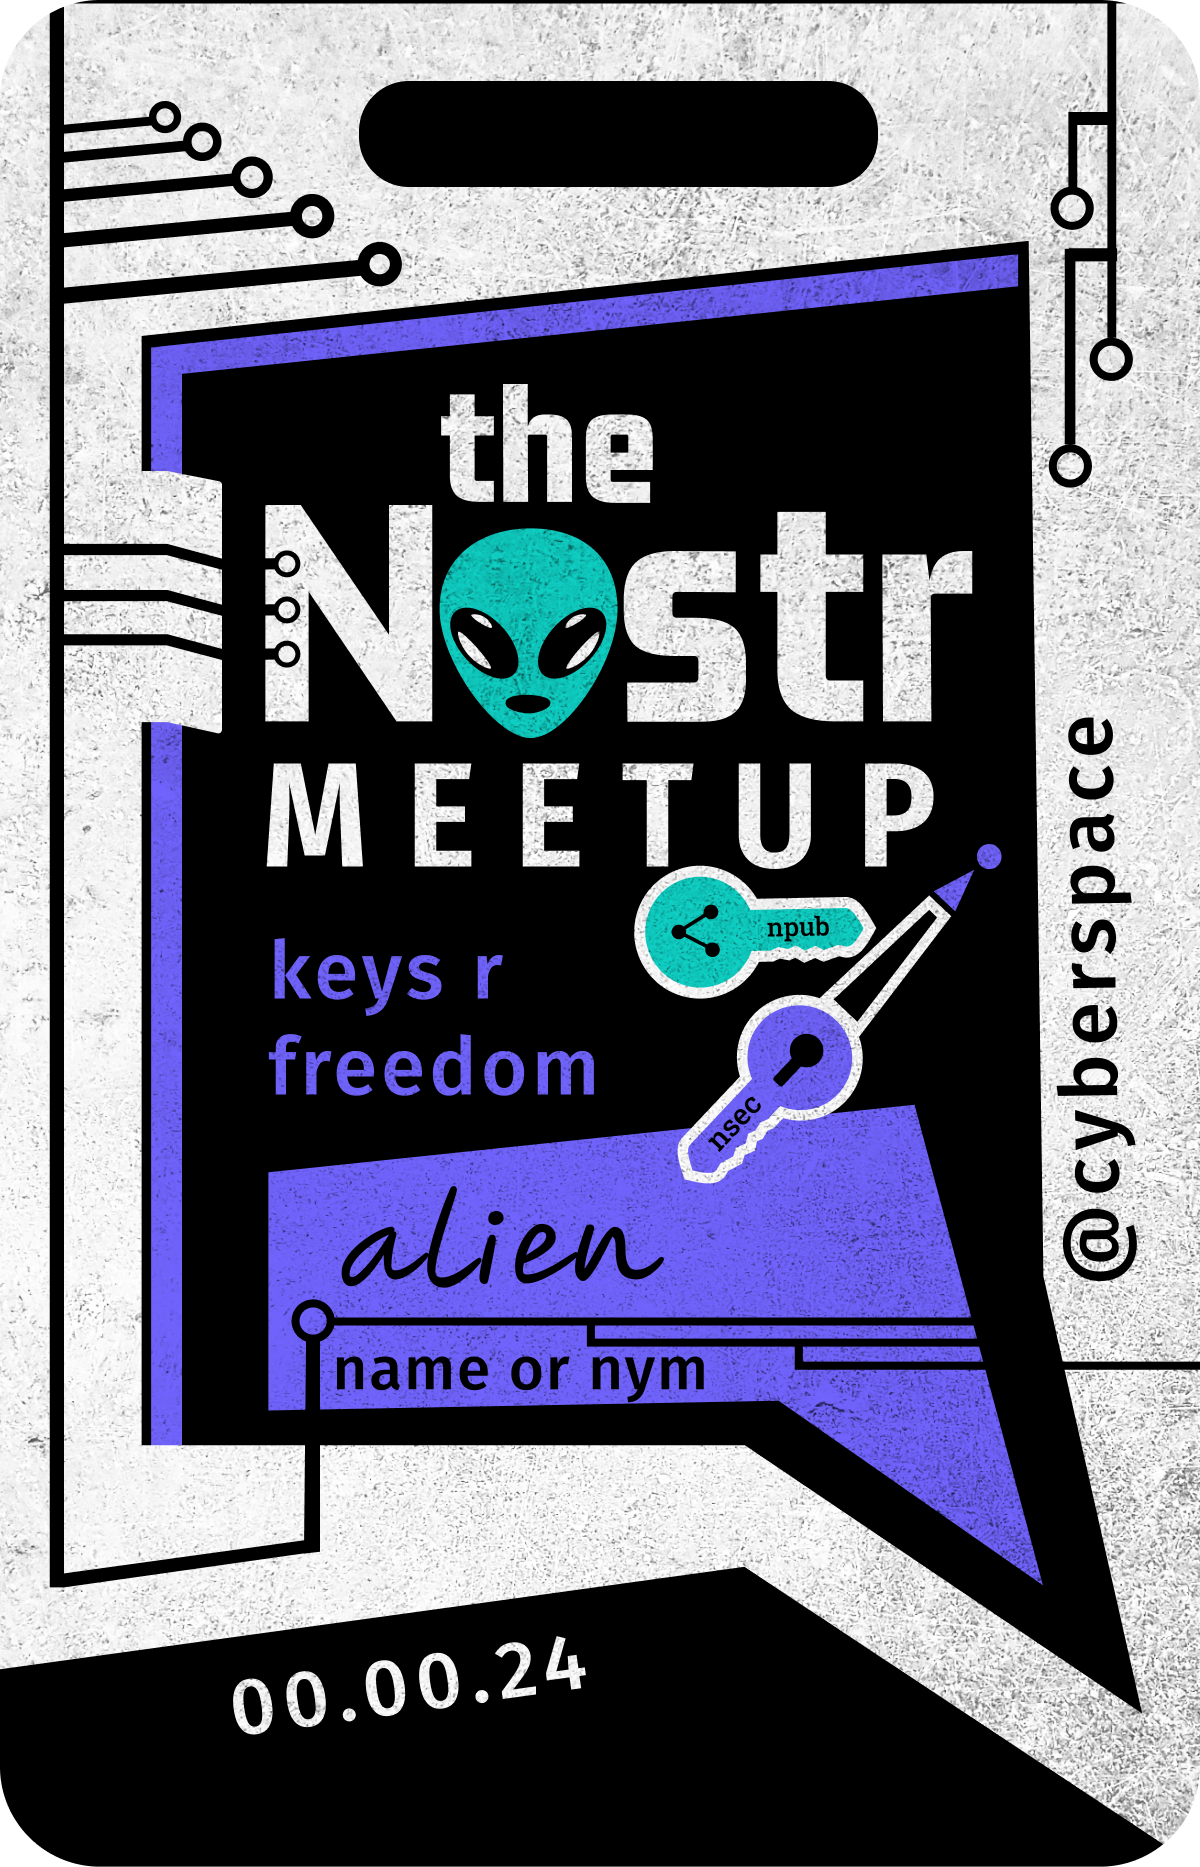 the
Nostr
MEETUP
npub
keys r
freedom
nsec
alien
name or nym
@cyberspace
00.00.24